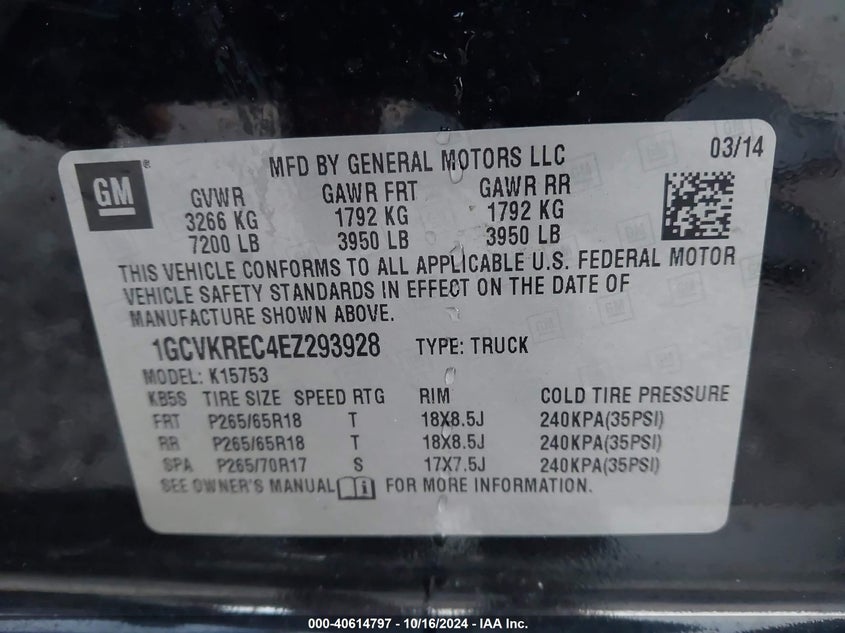 GM
®
MFD BY GENERAL MOTORS LLC
03/14
GVWR GAWR FRT GAWR RR
3266 KG 1792 KG 1792 KG
7200 LB 3950 LB 3950 LB
THIS VEHICLE CONFORMS TO ALL APPLICABLE U.S. FEDERAL MOTOR
VEHICLE SAFETY STANDARDS IN EFFECT ON THE DATE OF
MANUFACTURE SHOWN ABOVE.
1GCVKREC4EZ293928 TYPE: TRUCK
MODEL: K15753
KB5S TIRE SIZE SPEED RTG RIM COLD TIRE PRESSURE
FRT P265/65R18 T 18X8.5J 240KPA(35PSI)
RR P265/65R18 T 18X8.5J 240KPA(35PSI)
SPA P265/70R17 S 17X7.5J 240KPA(35PSI)
SEE OWNER'S MANUAL i FOR MORE INFORMATION.
000-40614797 - 10/16/2024 - IAA Inc.